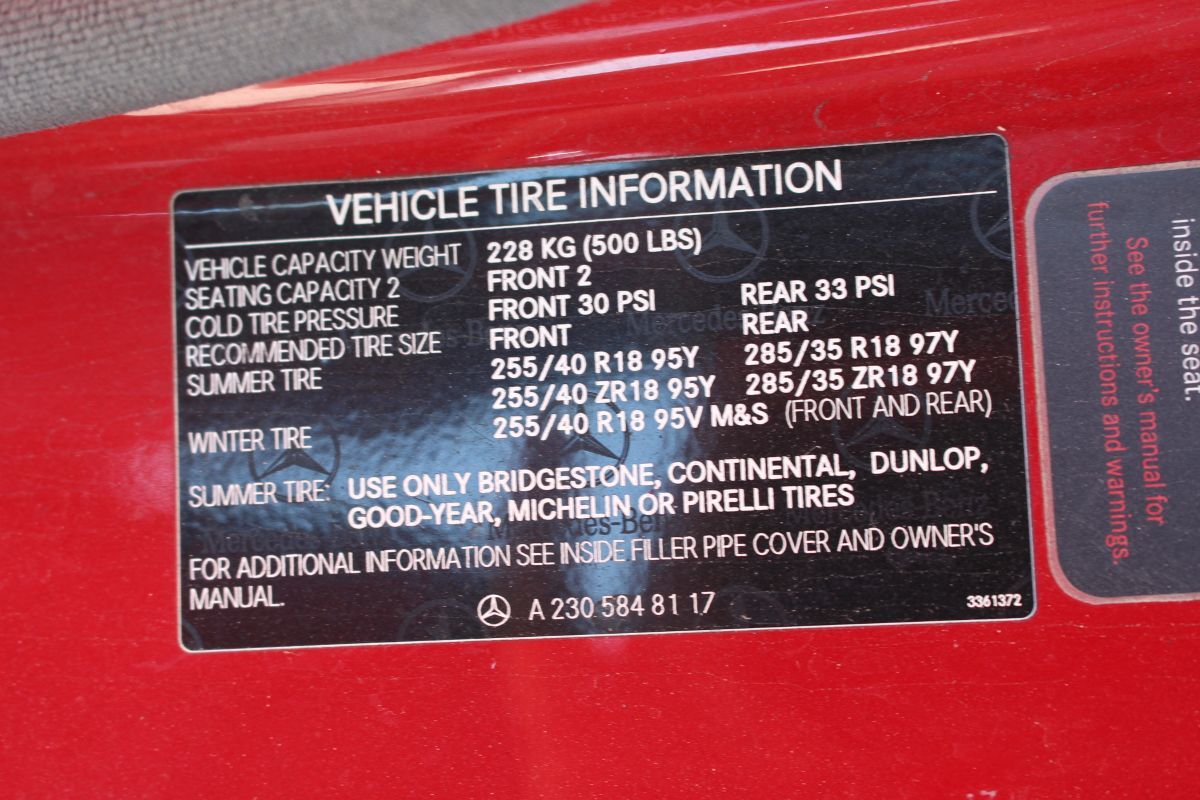 VEHICLE TIRE INFORMATION
VEHICLE CAPACITY WEIGHT 228 KG (500 LBS)
SEATING CAPACITY 2 FRONT 2
COLD TIRE PRESSURE FRONT 30 PSI REAR 33 PSI
RECOMMENDED TIRE SIZE FRONT REAR
SUMMER TIRE 255/40 R18 95Y 285/35 R18 97Y
255/40 ZR18 95Y 285/35 ZR18 97Y
WINTER TIRE 255/40 R18 95V M&S (FRONT AND REAR)
SUMMER TIRE: USE ONLY BRIDGESTONE, CONTINENTAL, DUNLOP,
GOOD-YEAR, MICHELIN OR PIRELLI TIRES
FOR ADDITIONAL INFORMATION SEE INSIDE FILLER PIPE COVER AND OWNER'S
MANUAL.
A 230 584 81 17
3361372
inside the seat.
See the owner's manual for
further instructions and warnings.